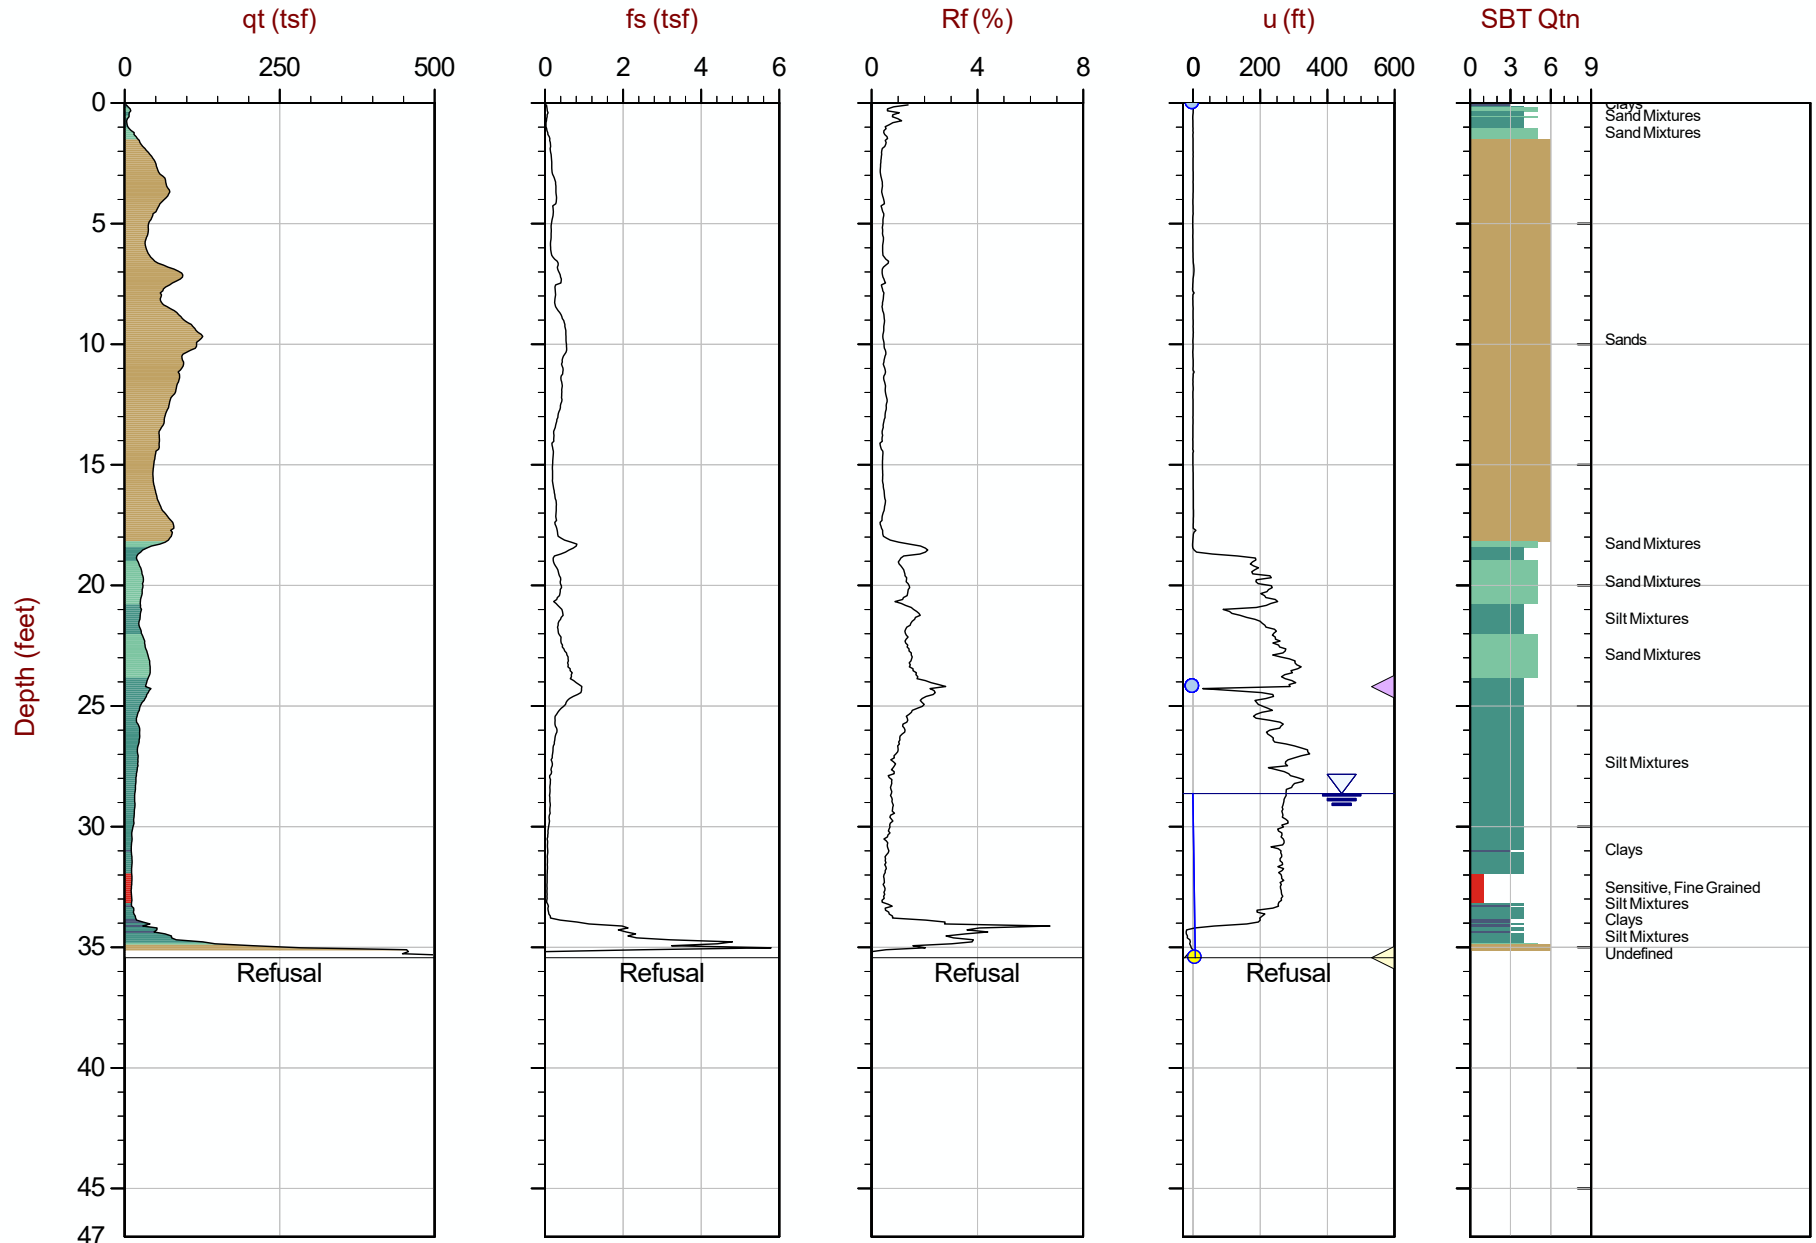 qt (tsf) fs (tsf) Rf (%) u (ft) SBT Qtn
0 250 500 0 2 4 6 0 4 8 0 0 200 400 600 0 3 6 9
0
Clays
Sand Mixtures
Sand Mixtures
5
10
Sands
15
Sand Mixtures
20
Sand Mixtures
Silt Mixtures
Sand Mixtures
25
Silt Mixtures
30
Clays
Sensitive, Fine Grained
Silt Mixtures
Clays
Silt Mixtures
35
Undefined
Refusal Refusal Refusal Refusal
40
45
47
Depth (feet)